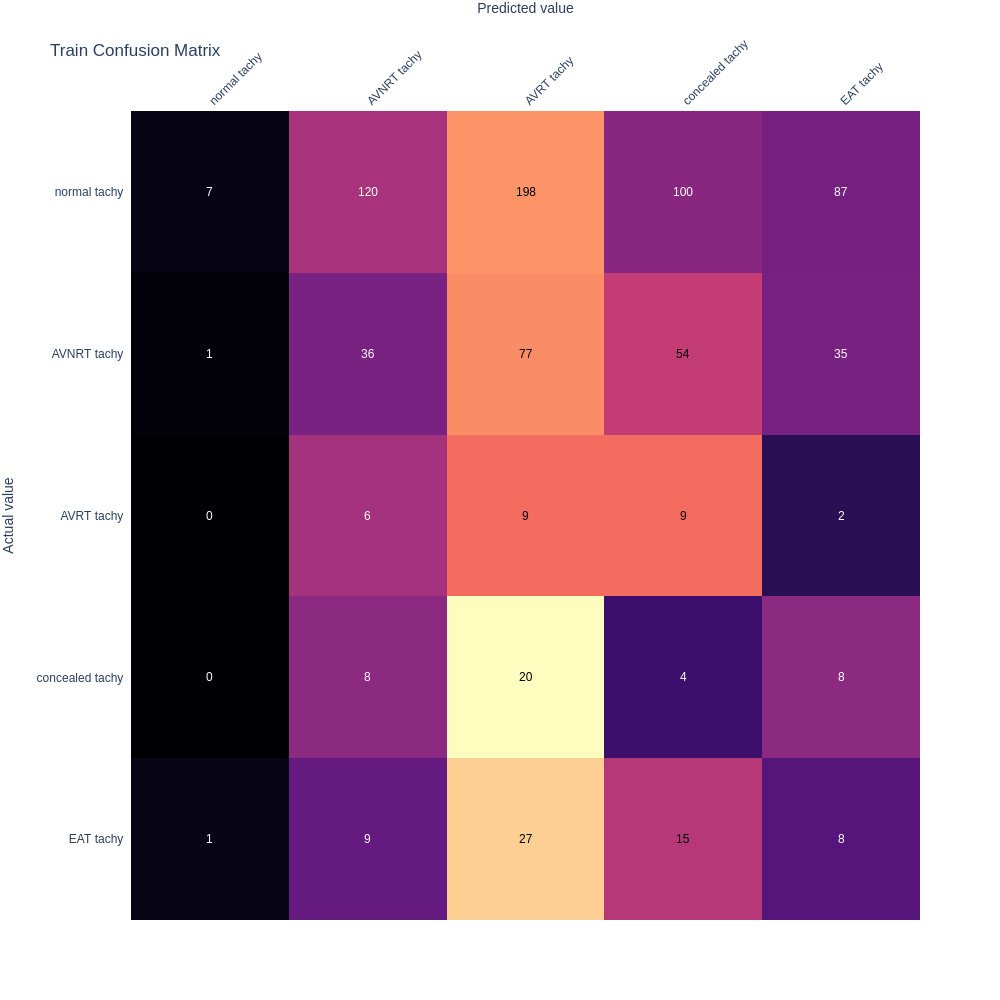 Predicted value
Train Confusion Matrix
normal tachy AVNRT tachy AVRT tachy concealed tachy EAT tachy
normal tachy 7 120 198 100 87
AVNRT tachy 1 36 77 54 35
Actual value
AVRT tachy 0 6 9 9 2
concealed tachy 0 8 20 4 8
EAT tachy 1 9 27 15 8